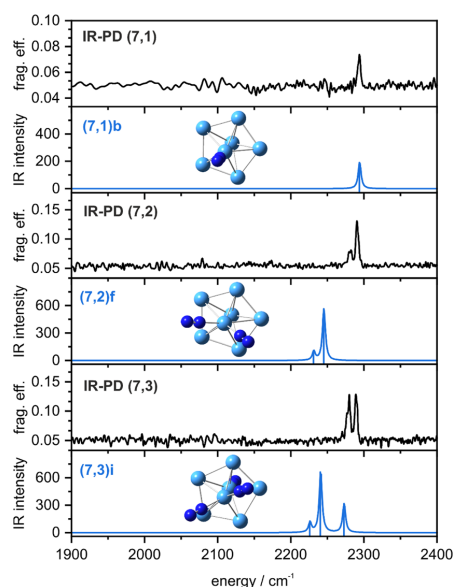 0.10
0.08
0.06
0.04
frag. eff.
IR-PD (7,1)
400
200
0
IR intensity
(7,1)b
0.15
0.10
0.05
frag. eff.
IR-PD (7,2)
600
300
0
IR intensity
(7,2)f
0.15
0.10
0.05
frag. eff.
IR-PD (7,3)
600
300
0
IR intensity
(7,3)i
1900 2000 2100 2200 2300 2400
energy / cm⁻¹